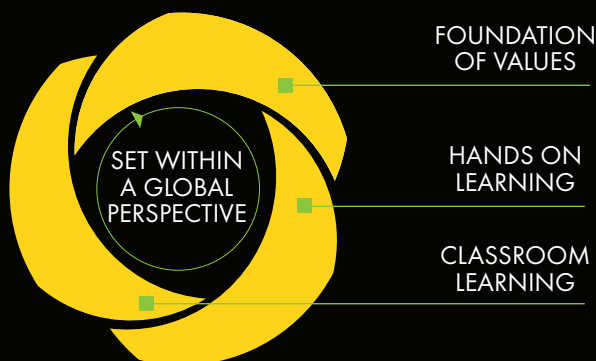 FOUNDATION
OF VALUES
SET WITHIN
A GLOBAL
PERSPECTIVE
HANDS ON
LEARNING
CLASSROOM
LEARNING